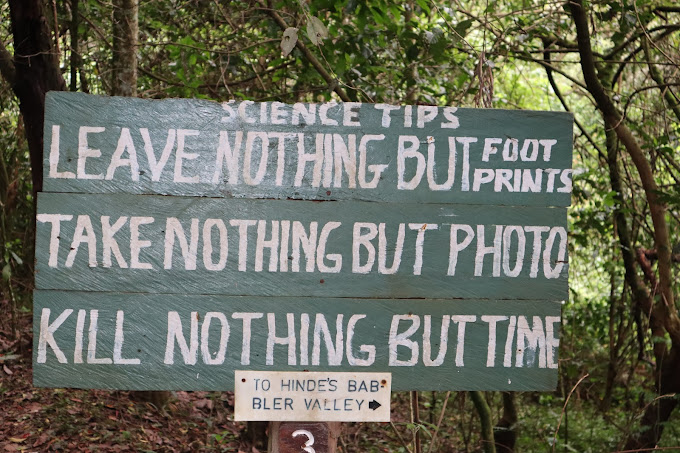 SCIENCE TIPS
LEAVE NOTHING BUT FOOT PRINTS
TAKE NOTHING BUT PHOTO
KILL NOTHING BUT TIME
TO HINDE'S BAB-
BLER VALLEY →
3